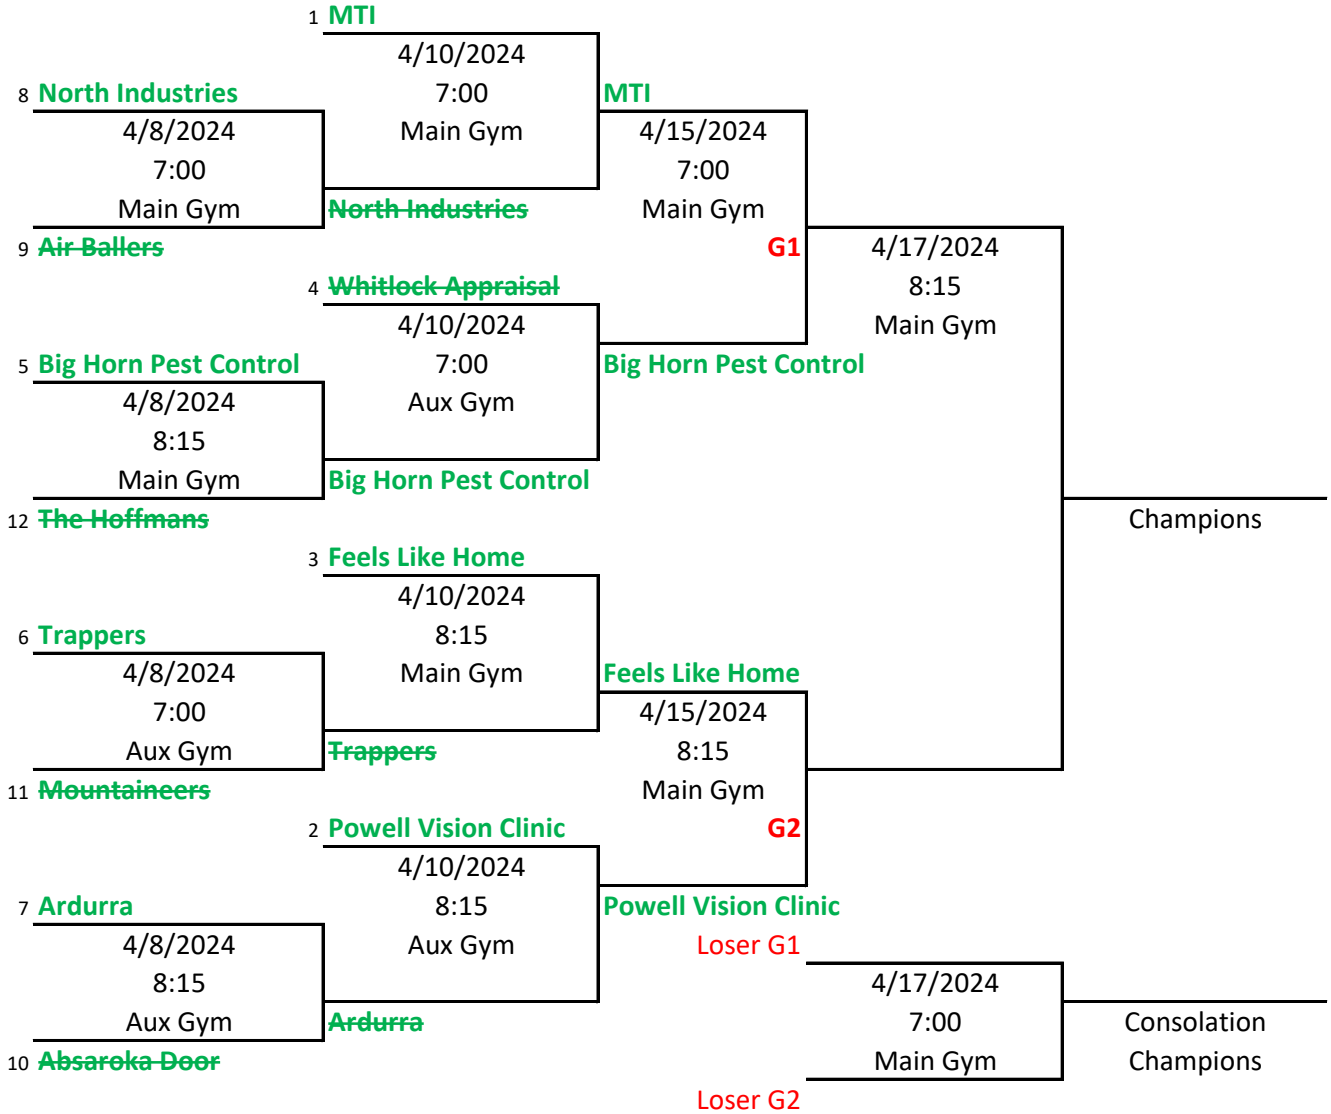 1 MTI
4/10/2024
8 North Industries 7:00 MTI
4/8/2024 Main Gym 4/15/2024
7:00 7:00
Main Gym North Industries Main Gym
9 Air Ballers G1 4/17/2024
4 Whitlock Appraisal 8:15
4/10/2024 Main Gym
5 Big Horn Pest Control 7:00 Big Horn Pest Control
4/8/2024 Aux Gym
8:15
Main Gym Big Horn Pest Control
12 The Hoffmans Champions
3 Feels Like Home
4/10/2024
6 Trappers 8:15
4/8/2024 Main Gym Feels Like Home
7:00 4/15/2024
Aux Gym Trappers 8:15
11 Mountaineers Main Gym
2 Powell Vision Clinic G2
4/10/2024
7 Ardurra 8:15 Powell Vision Clinic
4/8/2024 Aux Gym Loser G1
8:15 4/17/2024
Aux Gym Ardurra 7:00 Consolation
10 Absaroka Door Main Gym Champions
Loser G2